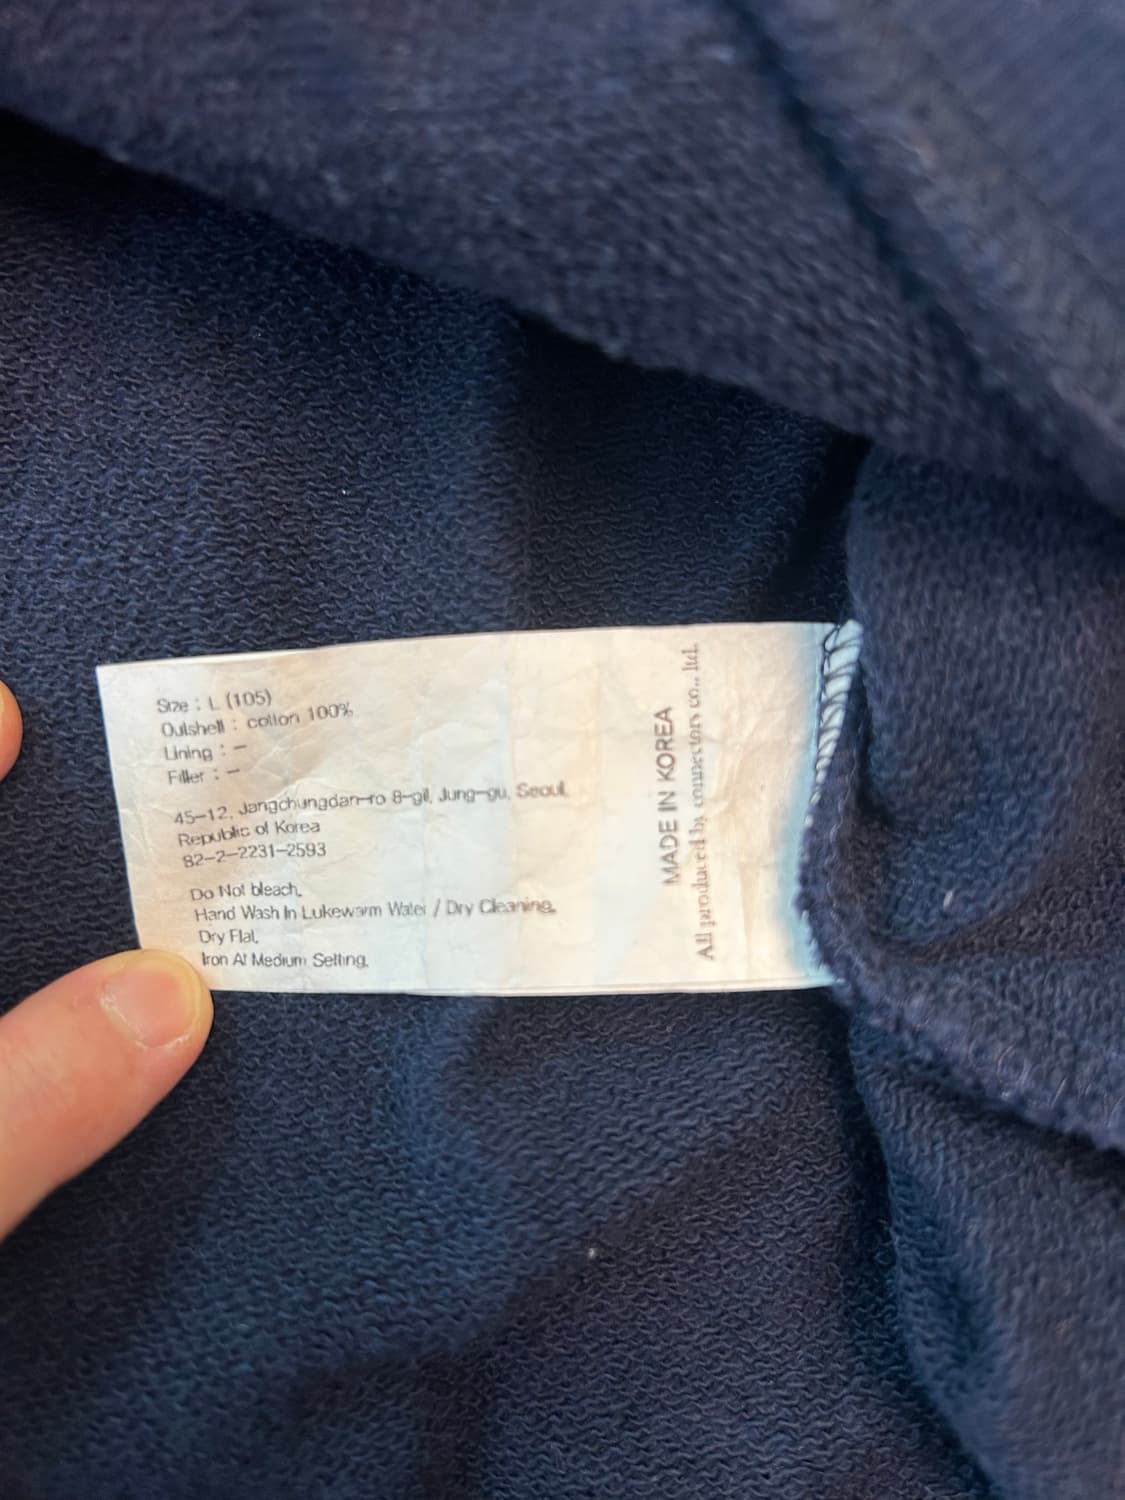 Size : L (105)
Outshell : cotton 100%
Lining : -
Filler : -
45-12, Jangchungdan-ro 8-gil, Jung-gu, Seoul,
Republic of Korea
82-2-2231-2593
Do Not bleach.
Hand Wash In Lukewarm Water / Dry Cleaning.
Dry Flat.
Iron At Medium Setting.
MADE IN KOREA
All produced by connectors co., ltd.